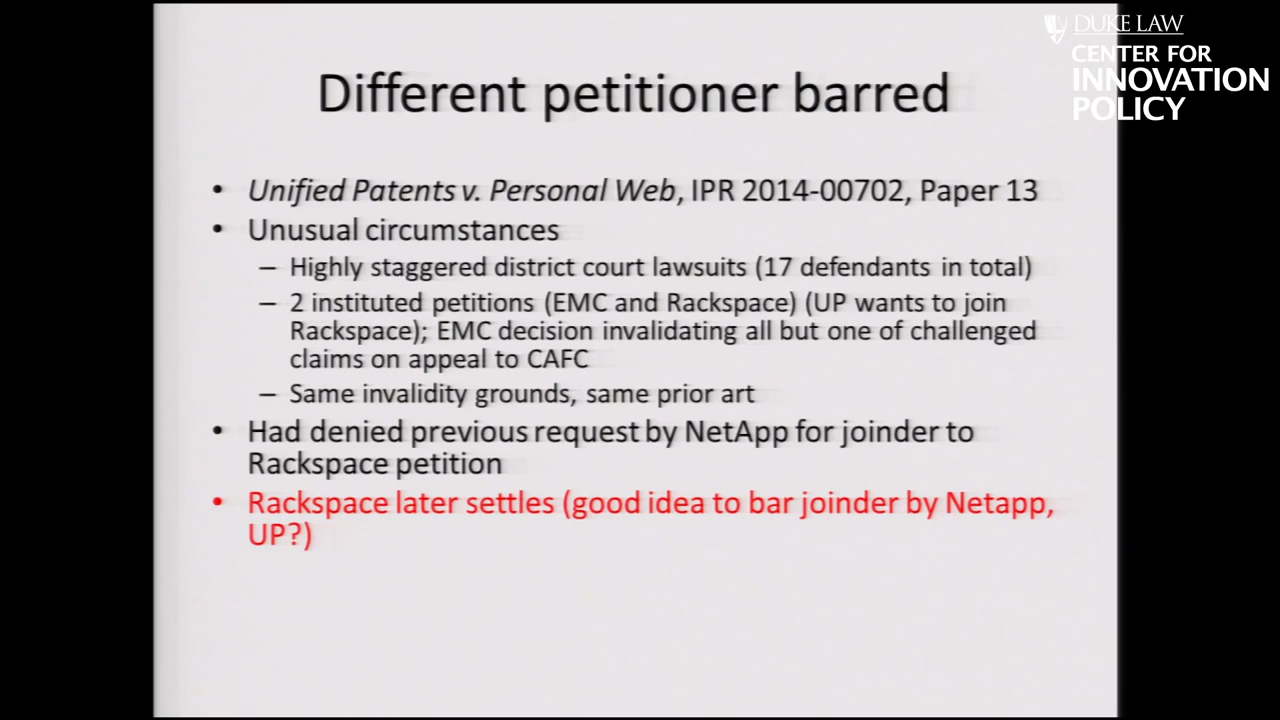 DUKE LAW
CENTER FOR
INNOVATION
POLICY
Different petitioner barred
• Unified Patents v. Personal Web, IPR 2014-00702, Paper 13
• Unusual circumstances
– Highly staggered district court lawsuits (17 defendants in total)
– 2 instituted petitions (EMC and Rackspace) (UP wants to join
Rackspace); EMC decision invalidating all but one of challenged
claims on appeal to CAFC
– Same invalidity grounds, same prior art
• Had denied previous request by NetApp for joinder to
Rackspace petition
• Rackspace later settles (good idea to bar joinder by Netapp,
UP?)